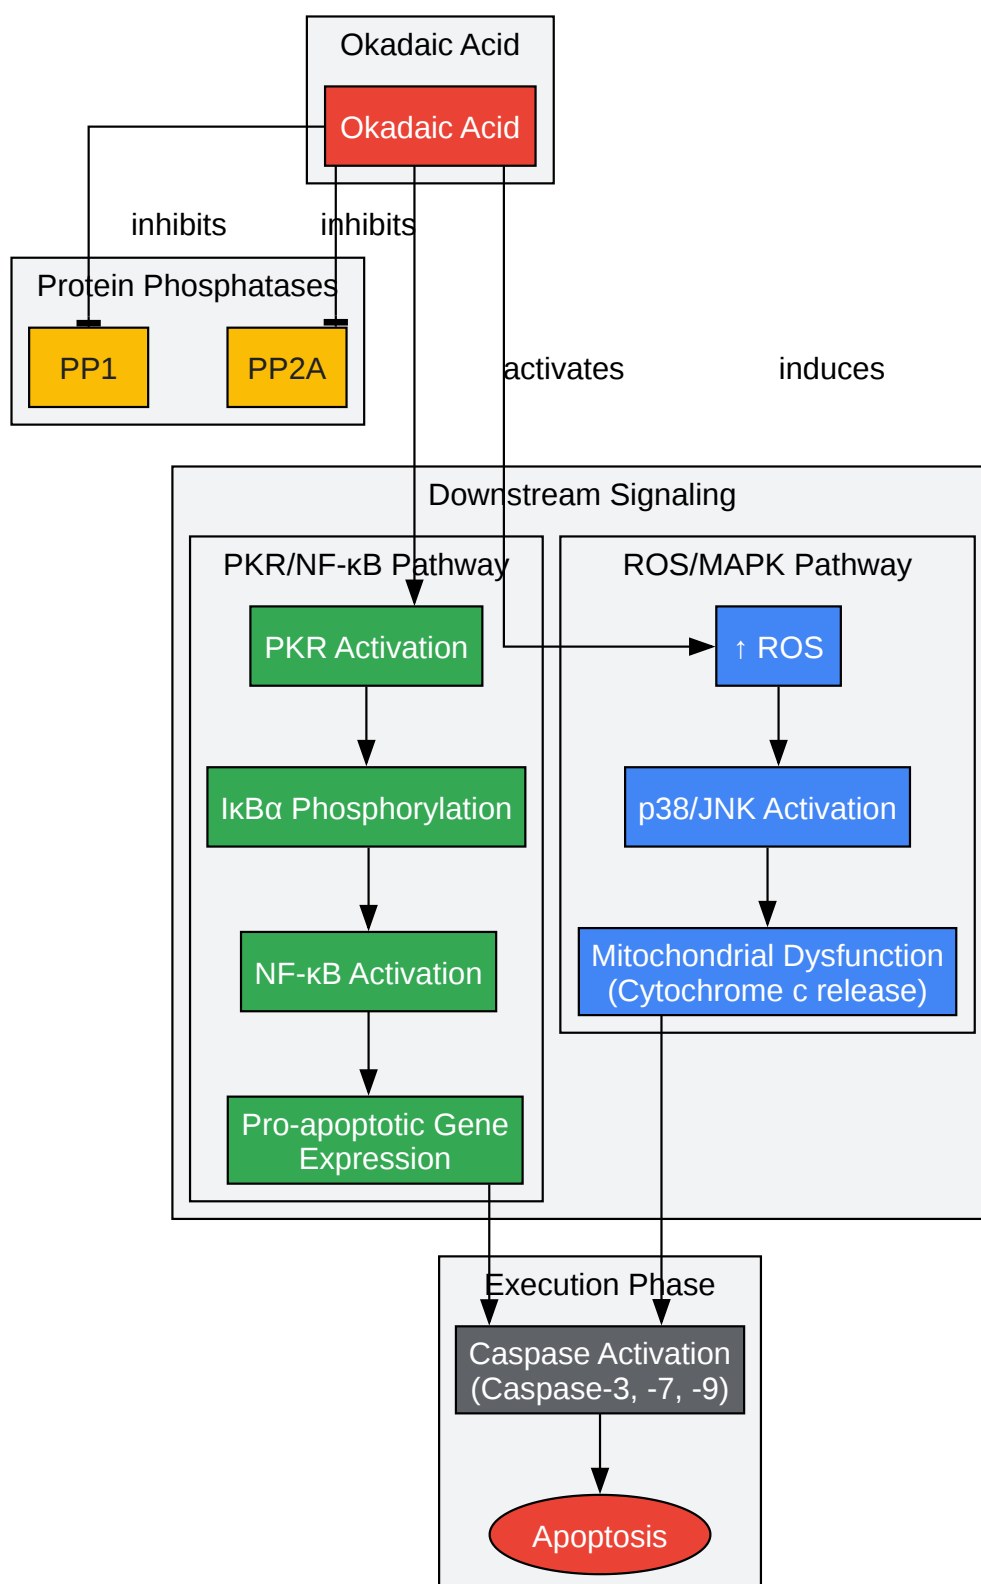 Okadaic Acid
Okadaic Acid
inhibits
inhibits
Protein Phosphatases
PP1
PP2A
activates
induces
Downstream Signaling
PKR/NF-κB Pathway
ROS/MAPK Pathway
PKR Activation
↑ ROS
IκBα Phosphorylation
p38/JNK Activation
NF-κB Activation
Mitochondrial Dysfunction
(Cytochrome c release)
Pro-apoptotic Gene
Expression
Execution Phase
Caspase Activation
(Caspase-3, -7, -9)
Apoptosis